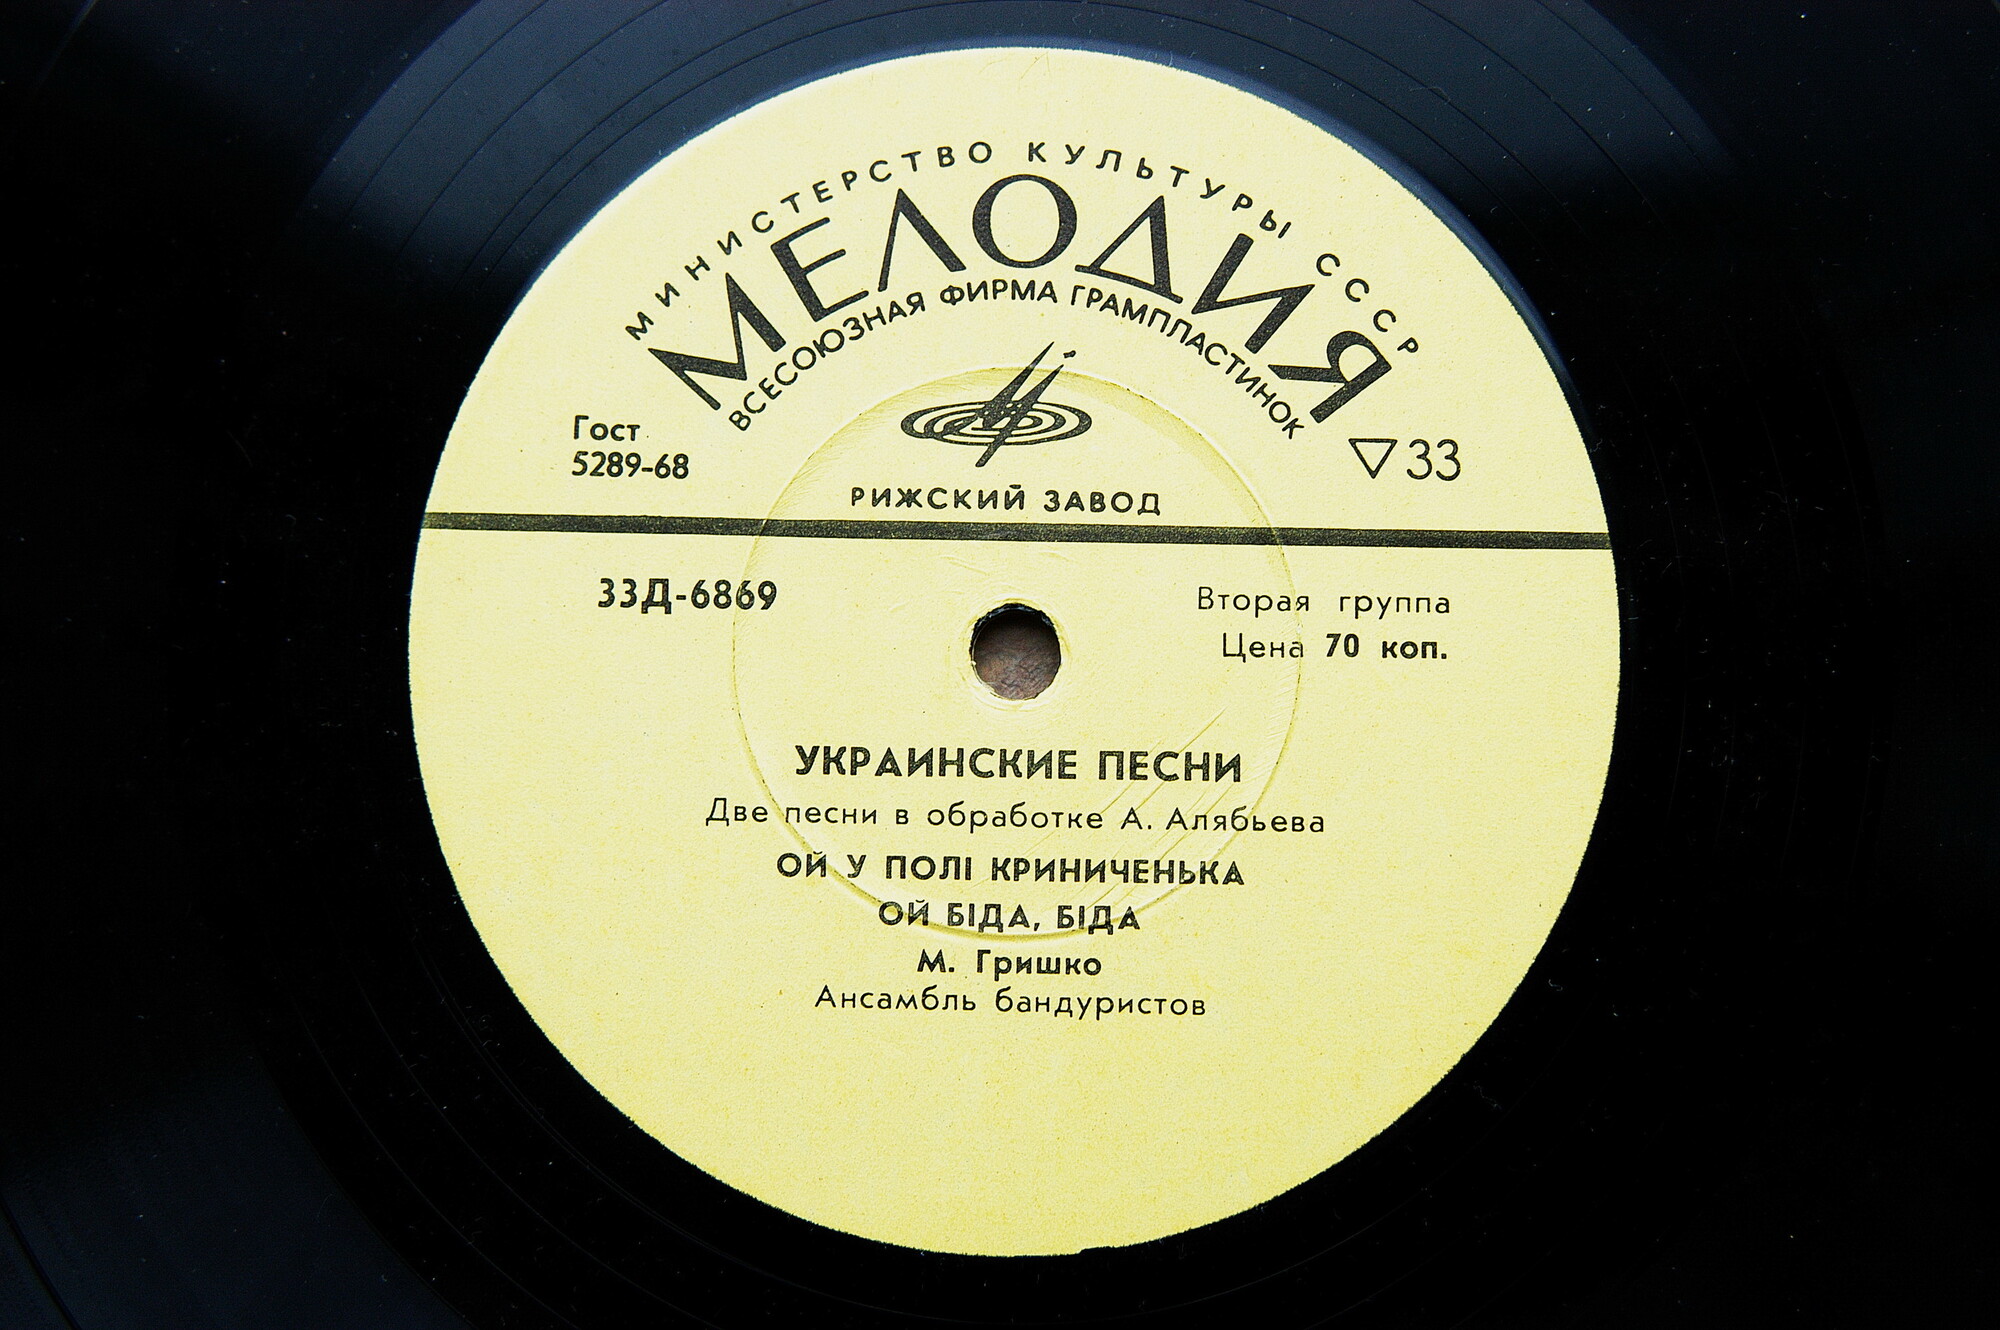 МИНИСТЕРСТВО КУЛЬТУРЫ СССР
МЕЛОДИЯ
ВСЕСОЮЗНАЯ ФИРМА ГРАМПЛАСТИНОК
Гост
5289-68
▽33
РИЖСКИЙ ЗАВОД
33Д-6869
Вторая группа
Цена 70 коп.
УКРАИНСКИЕ ПЕСНИ
Две песни в обработке А. Алябьева
ОЙ У ПОЛІ КРИНИЧЕНЬКА
ОЙ БІДА, БІДА
М. Гришко
Ансамбль бандуристов